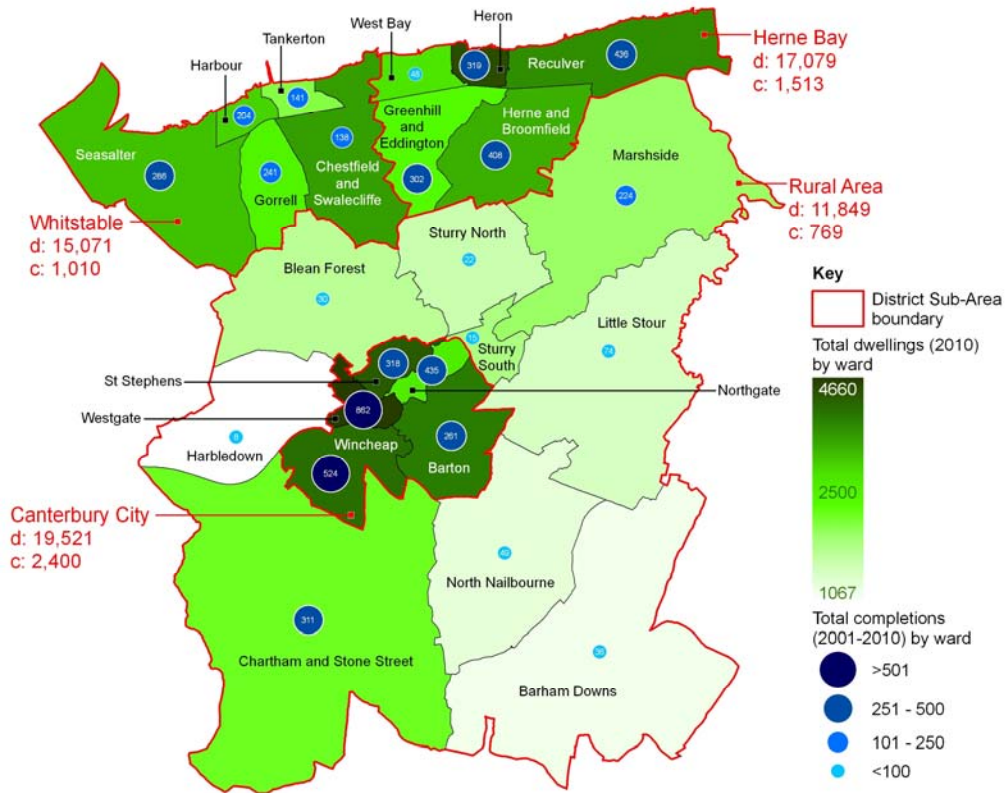 West Bay
Heron
Tankerton
Harbour
Herne Bay
d: 17,079
c: 1,513
Reculver
436
319
48
141
204
Greenhill
and
Eddington
Herne and
Broomfield
138
408
Marshside
Seasalter
286
241
Gorrell
Chestfield
and
Swalecliffe
302
224
Rural Area
d: 11,849
c: 769
Whitstable
d: 15,071
c: 1,010
Sturry North
22
Blean Forest
30
Key
District Sub-Area
boundary
Little Stour
74
15
Sturry
South
Total dwellings (2010)
by ward
4660
2500
1067
318
435
St Stephens
Northgate
862
Westgate
Wincheap
261
Barton
8
Harbledown
524
Canterbury City
d: 19,521
c: 2,400
49
North Nailbourne
311
Chartham and Stone Street
36
Barham Downs
Total completions
(2001-2010) by ward
>501
251 - 500
101 - 250
<100